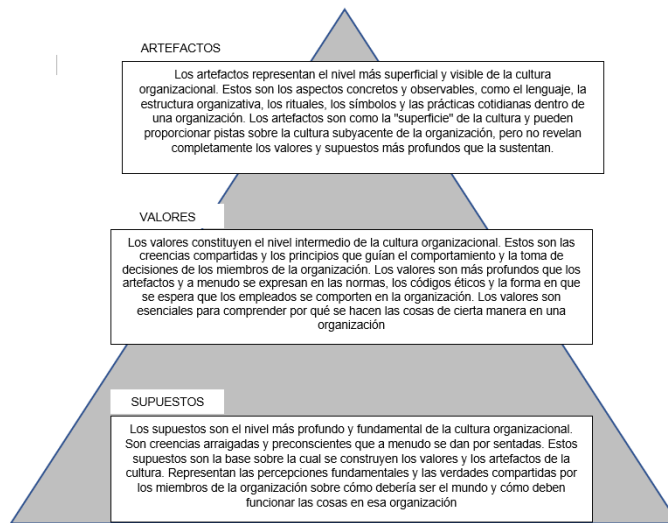 ARTEFACTOS
Los artefactos representan el nivel más superficial y visible de la cultura
organizacional. Estos son los aspectos concretos y observables, como el lenguaje, la
estructura organizativa, los rituales, los símbolos y las prácticas cotidianas dentro de
una organización. Los artefactos son como la "superficie" de la cultura y pueden
proporcionar pistas sobre la cultura subyacente de la organización, pero no revelan
completamente los valores y supuestos más profundos que la sustentan.
VALORES
Los valores constituyen el nivel intermedio de la cultura organizacional. Estos son las
creencias compartidas y los principios que guían el comportamiento y la toma de
decisiones de los miembros de la organización. Los valores son más profundos que los
artefactos y a menudo se expresan en las normas, los códigos éticos y la forma en que
se espera que los empleados se comporten en la organización. Los valores son
esenciales para comprender por qué se hacen las cosas de cierta manera en una
organización
SUPUESTOS
Los supuestos son el nivel más profundo y fundamental de la cultura organizacional.
Son creencias arraigadas y preconscientes que a menudo se dan por sentadas. Estos
supuestos son la base sobre la cual se construyen los valores y los artefactos de la
cultura. Representan las percepciones fundamentales y las verdades compartidas por
los miembros de la organización sobre cómo debería ser el mundo y cómo deben
funcionar las cosas en esa organización